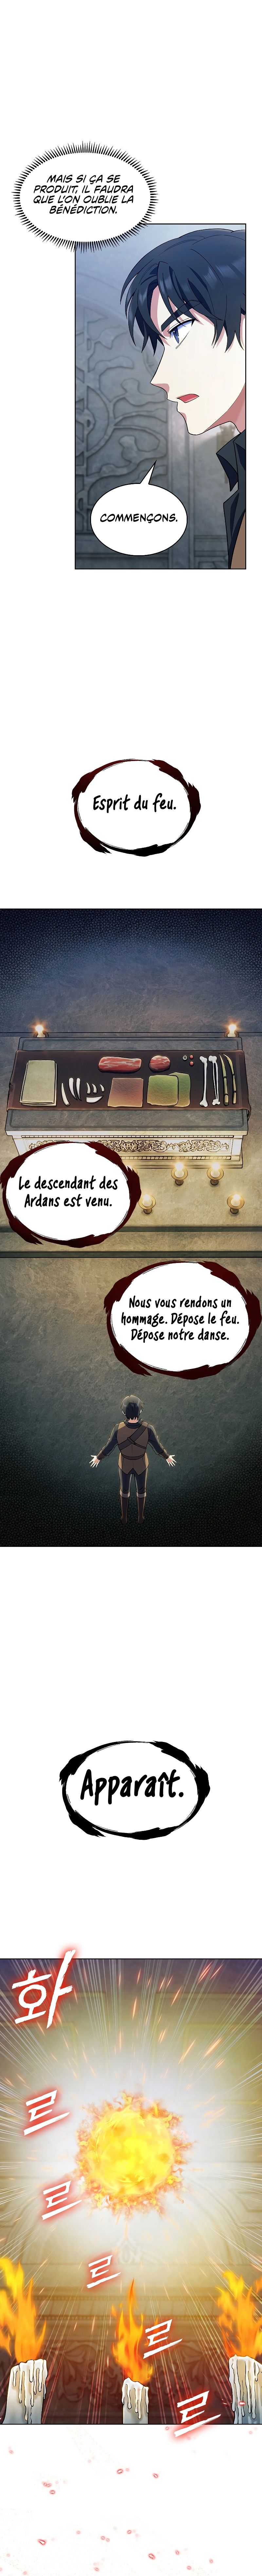 MAIS SI ÇA SE
PRODUIT, IL FAUDRA
QUE L'ON OUBLIE LA
BÉNÉDICTION.
COMMENÇONS.
Esprit du feu.
Le descendant des
Ardans est venu.
Nous vous rendons un
hommage. Dépose le feu.
Dépose notre danse.
Apparaît.
화
르
르
르
르
르